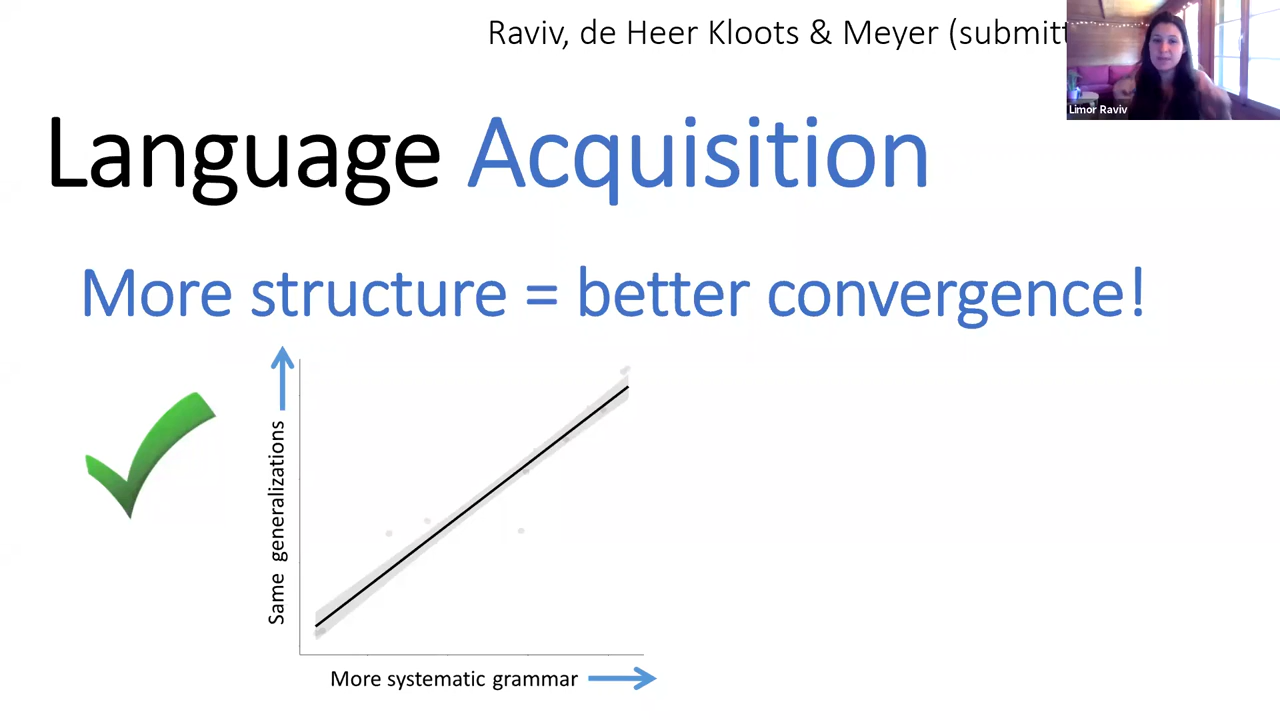 Raviv, de Heer Kloots & Meyer (submitt
Limor Raviv
Language Acquisition
More structure = better convergence!
Same generalizations
More systematic grammar